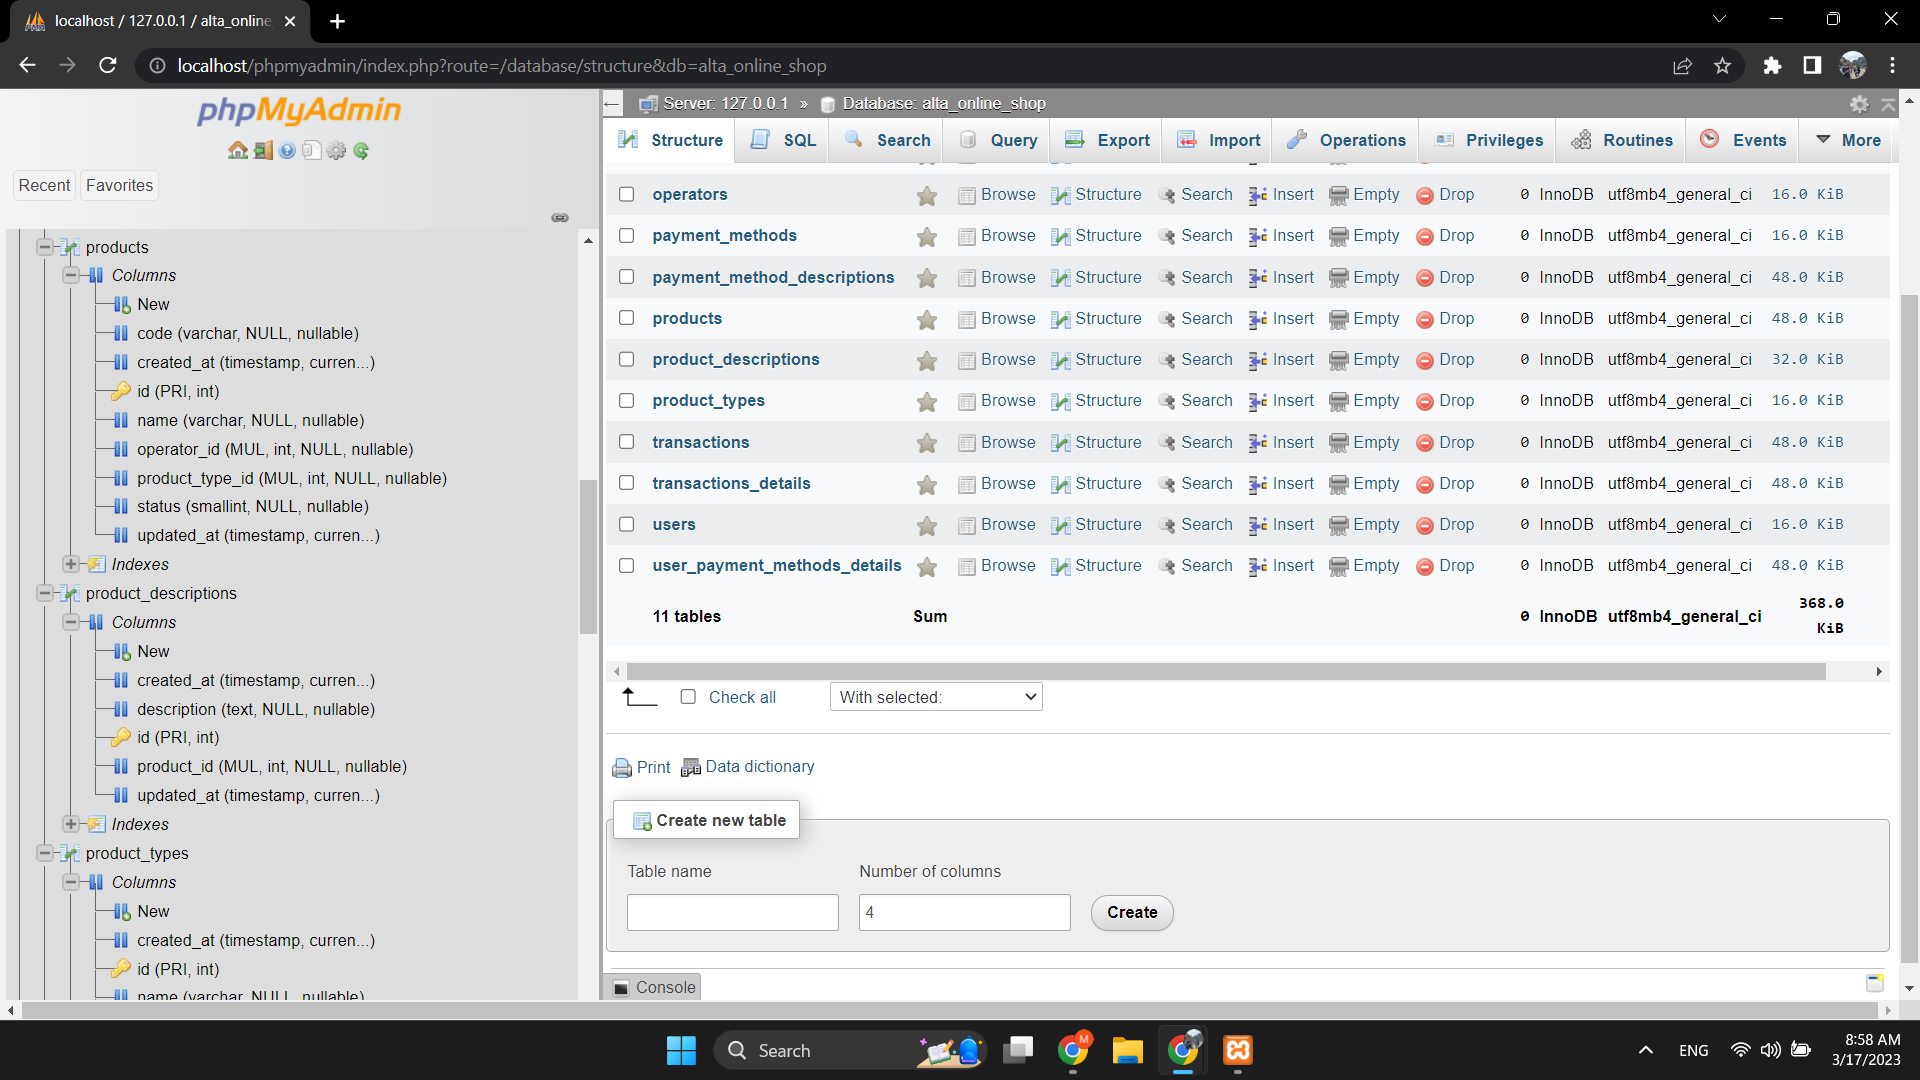 localhost / 127.0.0.1 / alta_online
localhost/phpmyadmin/index.php?route=/database/structure&db=alta_online_shop
phpMyAdmin
Recent
Favorites
products
Columns
New
code (varchar, NULL, nullable)
created_at (timestamp, curren...)
id (PRI, int)
name (varchar, NULL, nullable)
operator_id (MUL, int, NULL, nullable)
product_type_id (MUL, int, NULL, nullable)
status (smallint, NULL, nullable)
updated_at (timestamp, curren...)
Indexes
product_descriptions
Columns
New
created_at (timestamp, curren...)
description (text, NULL, nullable)
id (PRI, int)
product_id (MUL, int, NULL, nullable)
updated_at (timestamp, curren...)
Indexes
product_types
Columns
New
created_at (timestamp, curren...)
id (PRI, int)
name (varchar, NULL, nullable)
Server: 127.0.0.1 » Database: alta_online_shop
Structure SQL Search Query Export Import Operations Privileges Routines Events More
operators Browse Structure Search Insert Empty Drop 0 InnoDB utf8mb4_general_ci 16.0 KiB
payment_methods Browse Structure Search Insert Empty Drop 0 InnoDB utf8mb4_general_ci 16.0 KiB
payment_method_descriptions Browse Structure Search Insert Empty Drop 0 InnoDB utf8mb4_general_ci 48.0 KiB
products Browse Structure Search Insert Empty Drop 0 InnoDB utf8mb4_general_ci 48.0 KiB
product_descriptions Browse Structure Search Insert Empty Drop 0 InnoDB utf8mb4_general_ci 32.0 KiB
product_types Browse Structure Search Insert Empty Drop 0 InnoDB utf8mb4_general_ci 16.0 KiB
transactions Browse Structure Search Insert Empty Drop 0 InnoDB utf8mb4_general_ci 48.0 KiB
transactions_details Browse Structure Search Insert Empty Drop 0 InnoDB utf8mb4_general_ci 48.0 KiB
users Browse Structure Search Insert Empty Drop 0 InnoDB utf8mb4_general_ci 16.0 KiB
user_payment_methods_details Browse Structure Search Insert Empty Drop 0 InnoDB utf8mb4_general_ci 48.0 KiB
11 tables Sum 0 InnoDB utf8mb4_general_ci 368.0 KiB
Check all With selected:
Print Data dictionary
Create new table
Table name Number of columns
4 Create
Console
Search
M
ENG
8:58 AM
3/17/2023